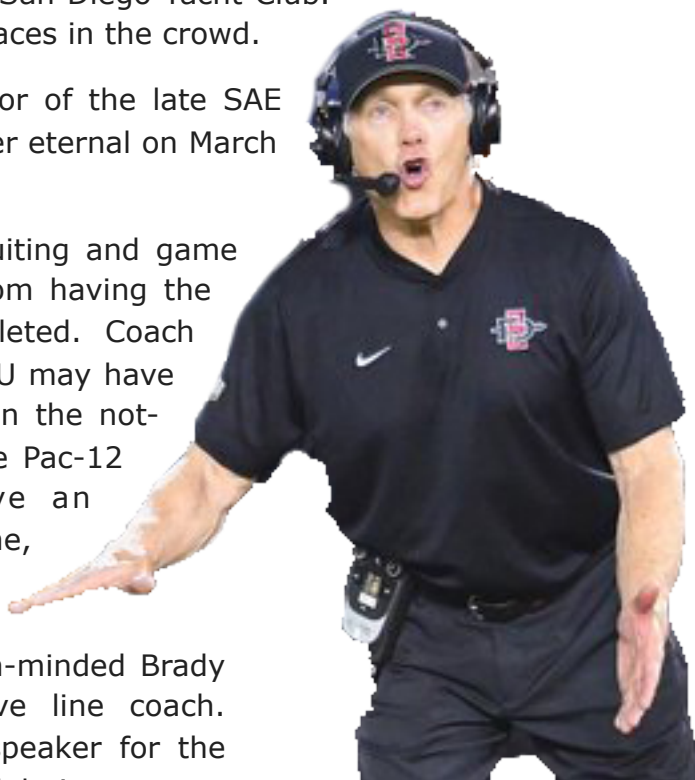 San Diego Yacht Club.
aces in the crowd.
or of the late SAE
er eternal on March
uiting and game
om having the
leted. Coach
U may have
n the not-
e Pac-12
ve an
ne,
n-minded Brady
ve line coach.
speaker for the